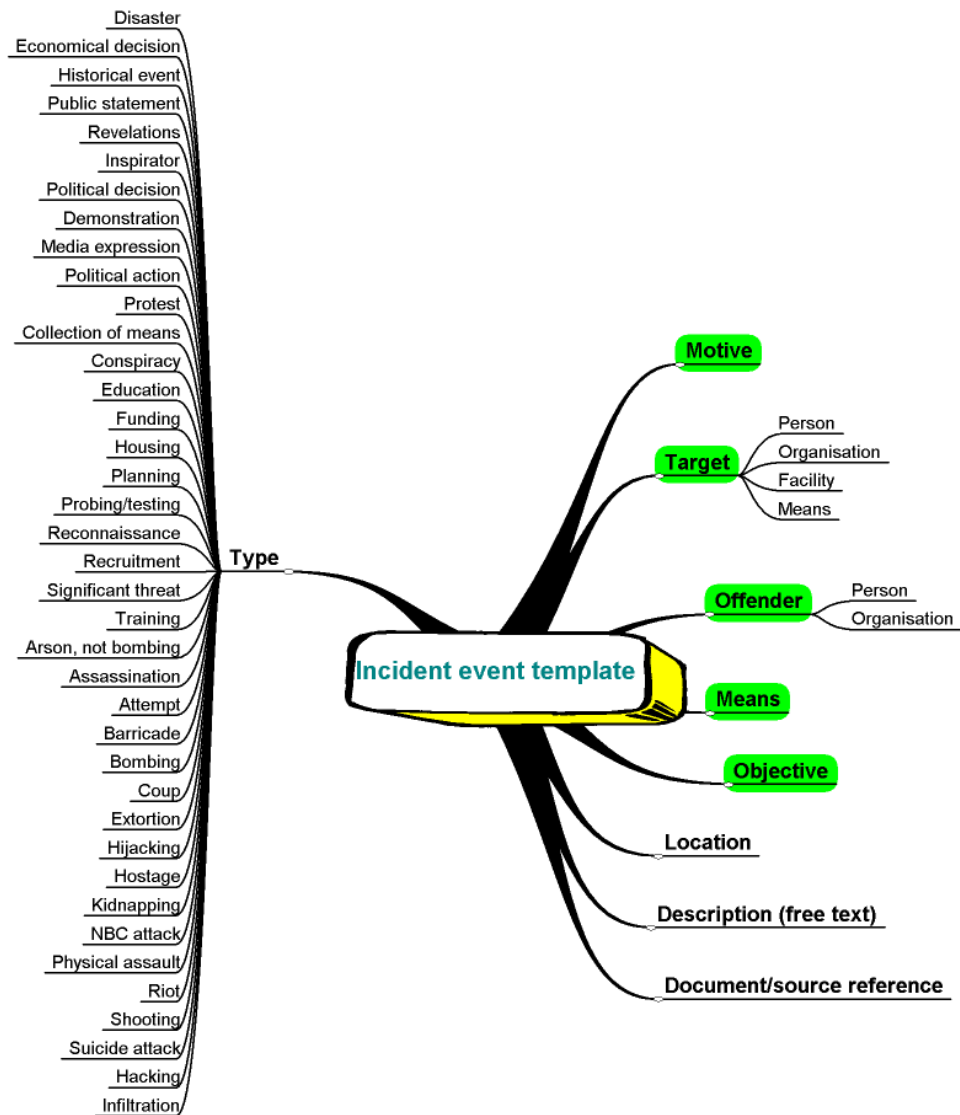 Disaster
Economical decision
Historical event
Public statement
Revelations
Inspirator
Political decision
Demonstration
Media expression
Political action
Protest
Collection of means
Conspiracy
Education
Funding
Housing
Planning
Probing/testing
Reconnaissance
Recruitment
Significant threat
Training
Arson, not bombing
Assassination
Attempt
Barricade
Bombing
Coup
Extortion
Hijacking
Hostage
Kidnapping
NBC attack
Physical assault
Riot
Shooting
Suicide attack
Hacking
Infiltration
Type
Incident event template
Motive
Target
Person
Organisation
Facility
Means
Offender
Person
Organisation
Means
Objective
Location
Description (free text)
Document/source reference